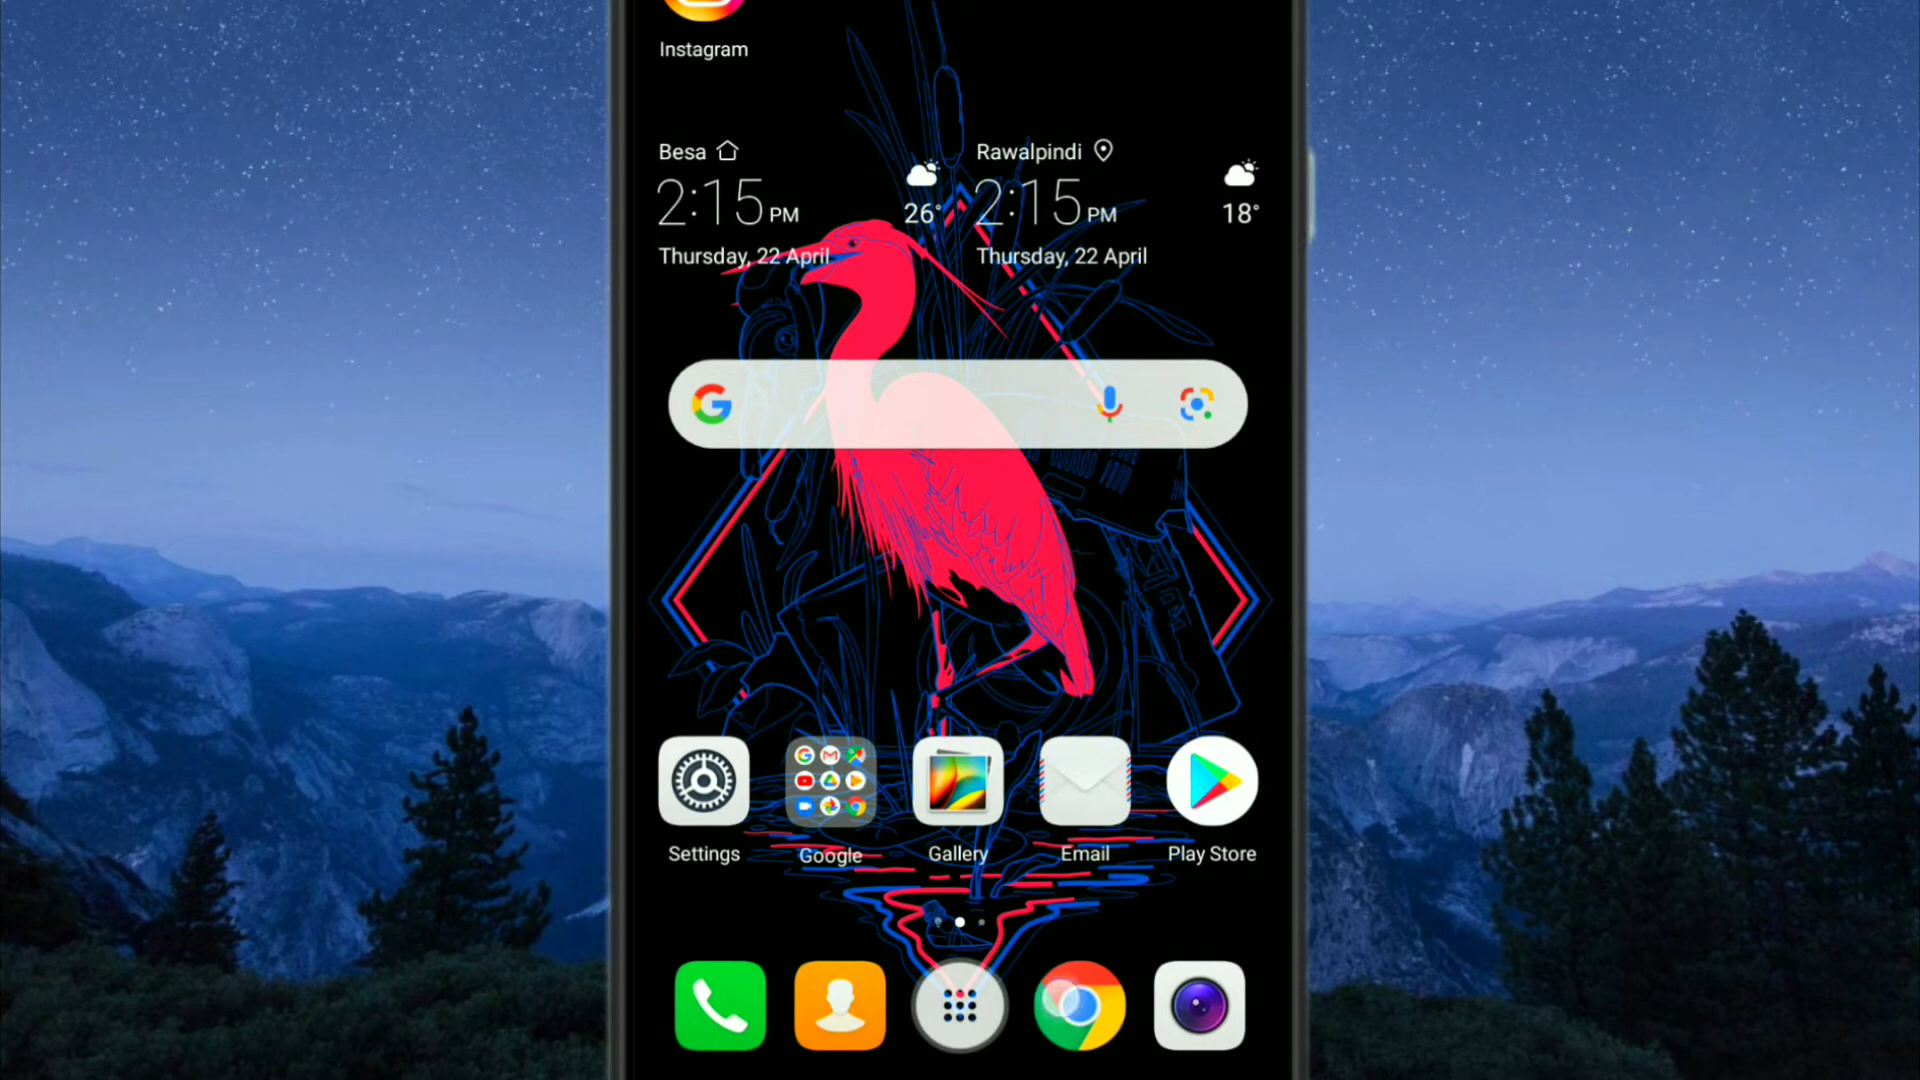 Instagram
Besa
2:15 PM
26°
Thursday, 22 April
Rawalpindi
2:15 PM
18°
Thursday, 22 April
Settings
Google
Gallery
Email
Play Store